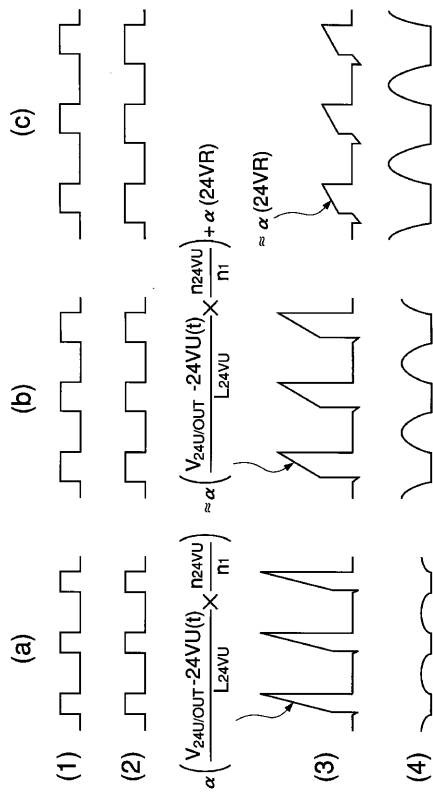 (a)
(b)
(c)
(1)
(2)
α ( V24U/OUT -24VU(t) / L24VU × n24VU / n1 )
≈ α ( V24U/OUT -24VU(t) / L24VU × n24VU / n1 ) + α (24VR)
≈ α (24VR)
(3)
(4)